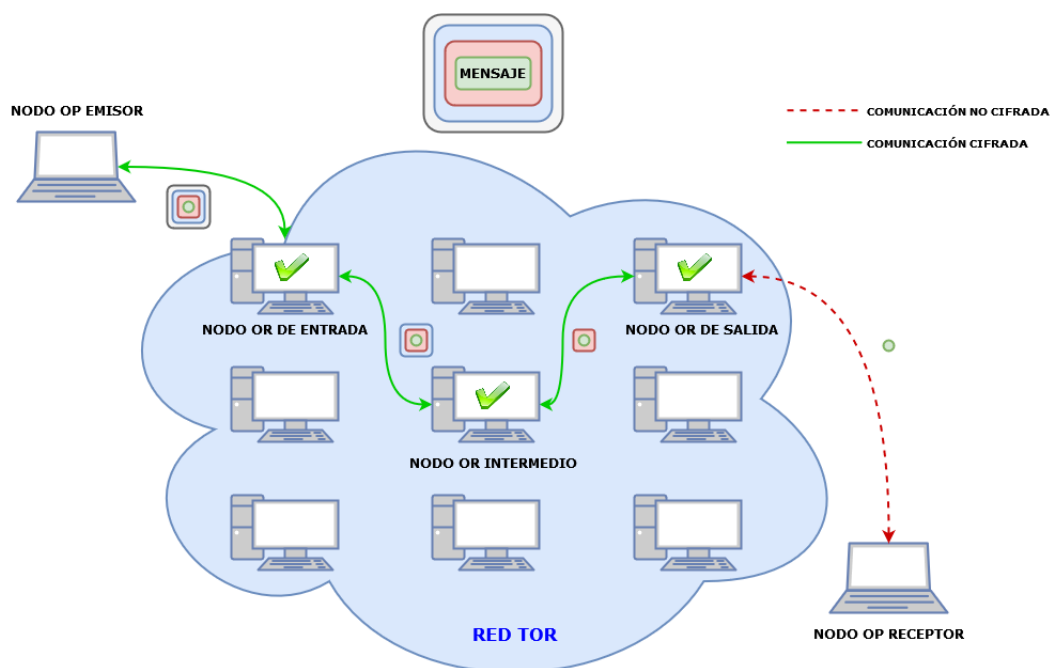 MENSAJE
NODO OP EMISOR
COMUNICACIÓN NO CIFRADA
COMUNICACIÓN CIFRADA
NODO OR DE ENTRADA
NODO OR DE SALIDA
NODO OR INTERMEDIO
RED TOR
NODO OP RECEPTOR